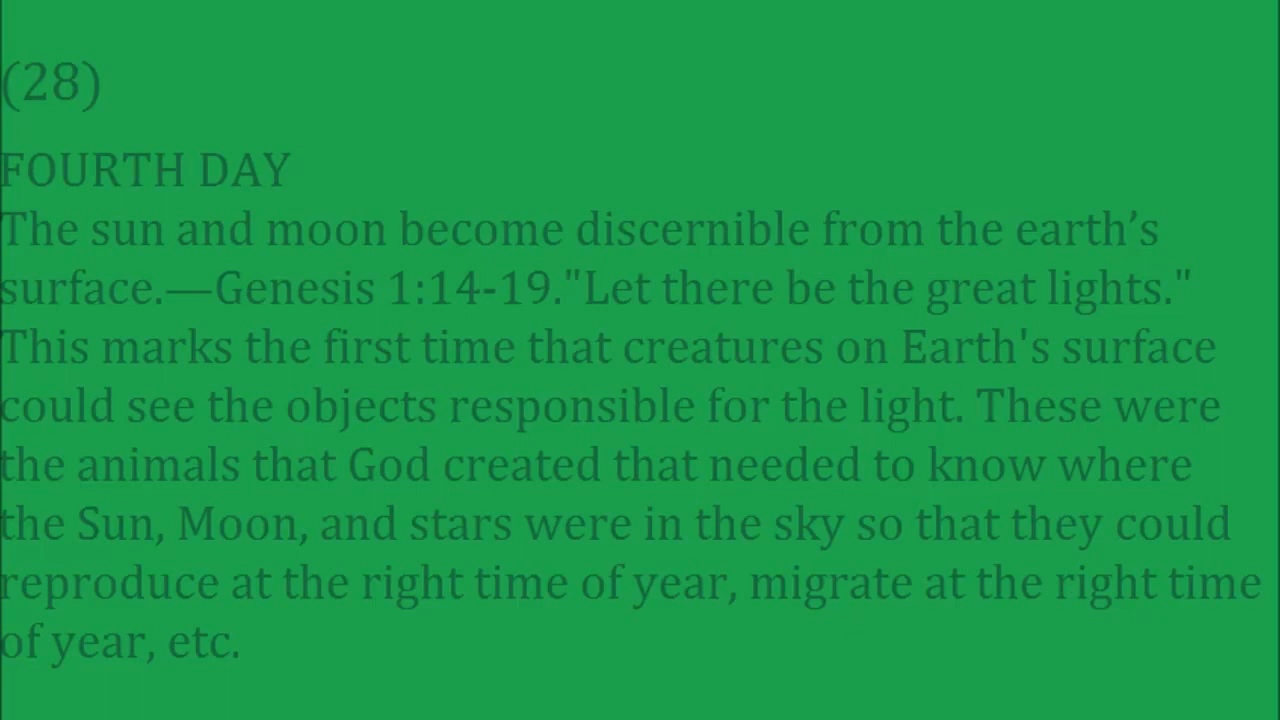 (28)
FOURTH DAY
The sun and moon become discernible from the earth’s
surface.—Genesis 1:14-19."Let there be the great lights."
This marks the first time that creatures on Earth's surface
could see the objects responsible for the light. These were
the animals that God created that needed to know where
the Sun, Moon, and stars were in the sky so that they could
reproduce at the right time of year, migrate at the right time
of year, etc.